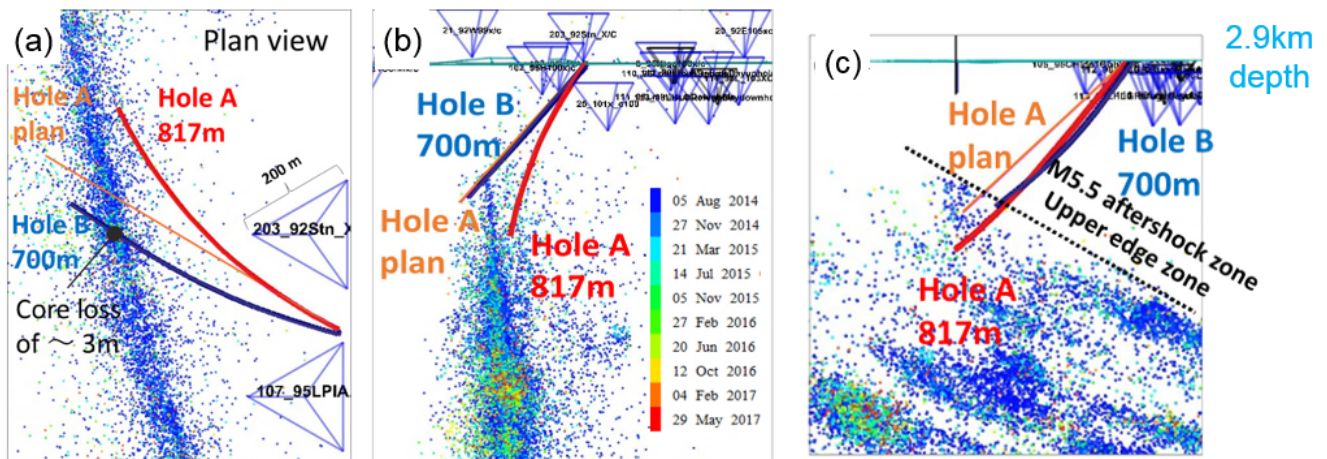 (a)
Plan view
Hole A
plan
Hole A
817m
200 m
203_92Stn_X
Hole B
700m
Core loss
of ~ 3m
107_95LPIA
(b)
21_92W99x/c
203_92Stn_X/C
20_92E105xc
Hole B
700m
Hole A
plan
Hole A
817m
05 Aug 2014
27 Nov 2014
21 Mar 2015
14 Jul 2015
05 Nov 2015
27 Feb 2016
20 Jun 2016
12 Oct 2016
04 Feb 2017
29 May 2017
(c)
2.9km
depth
Hole A
plan
Hole B
700m
M5.5 aftershock zone
Upper edge zone
Hole A
817m